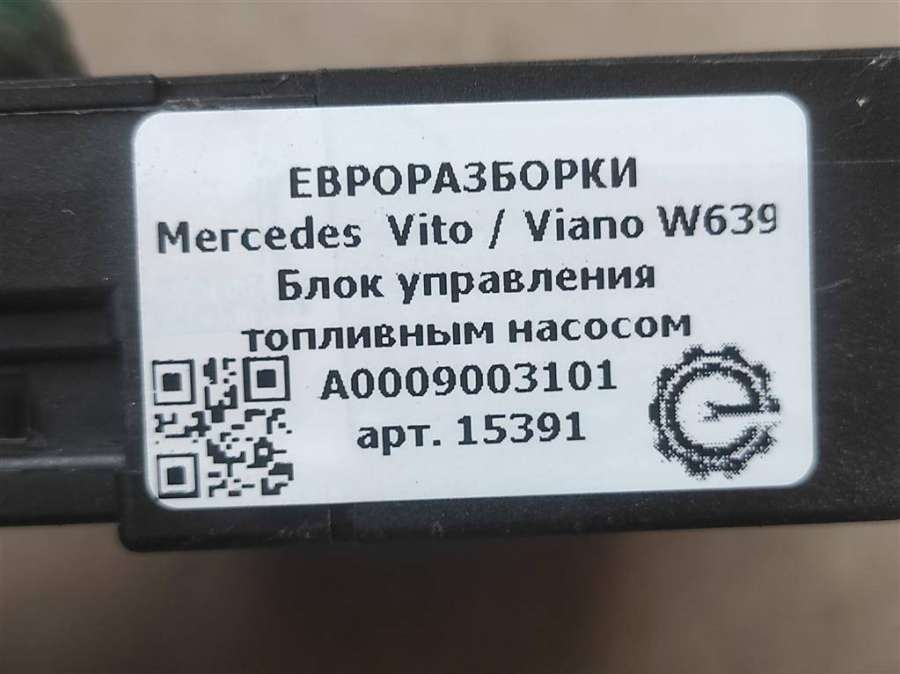 ЕВРОРАЗБОРКИ
Mercedes Vito / Viano W639
Блок управления
топливным насосом
A0009003101
арт. 15391